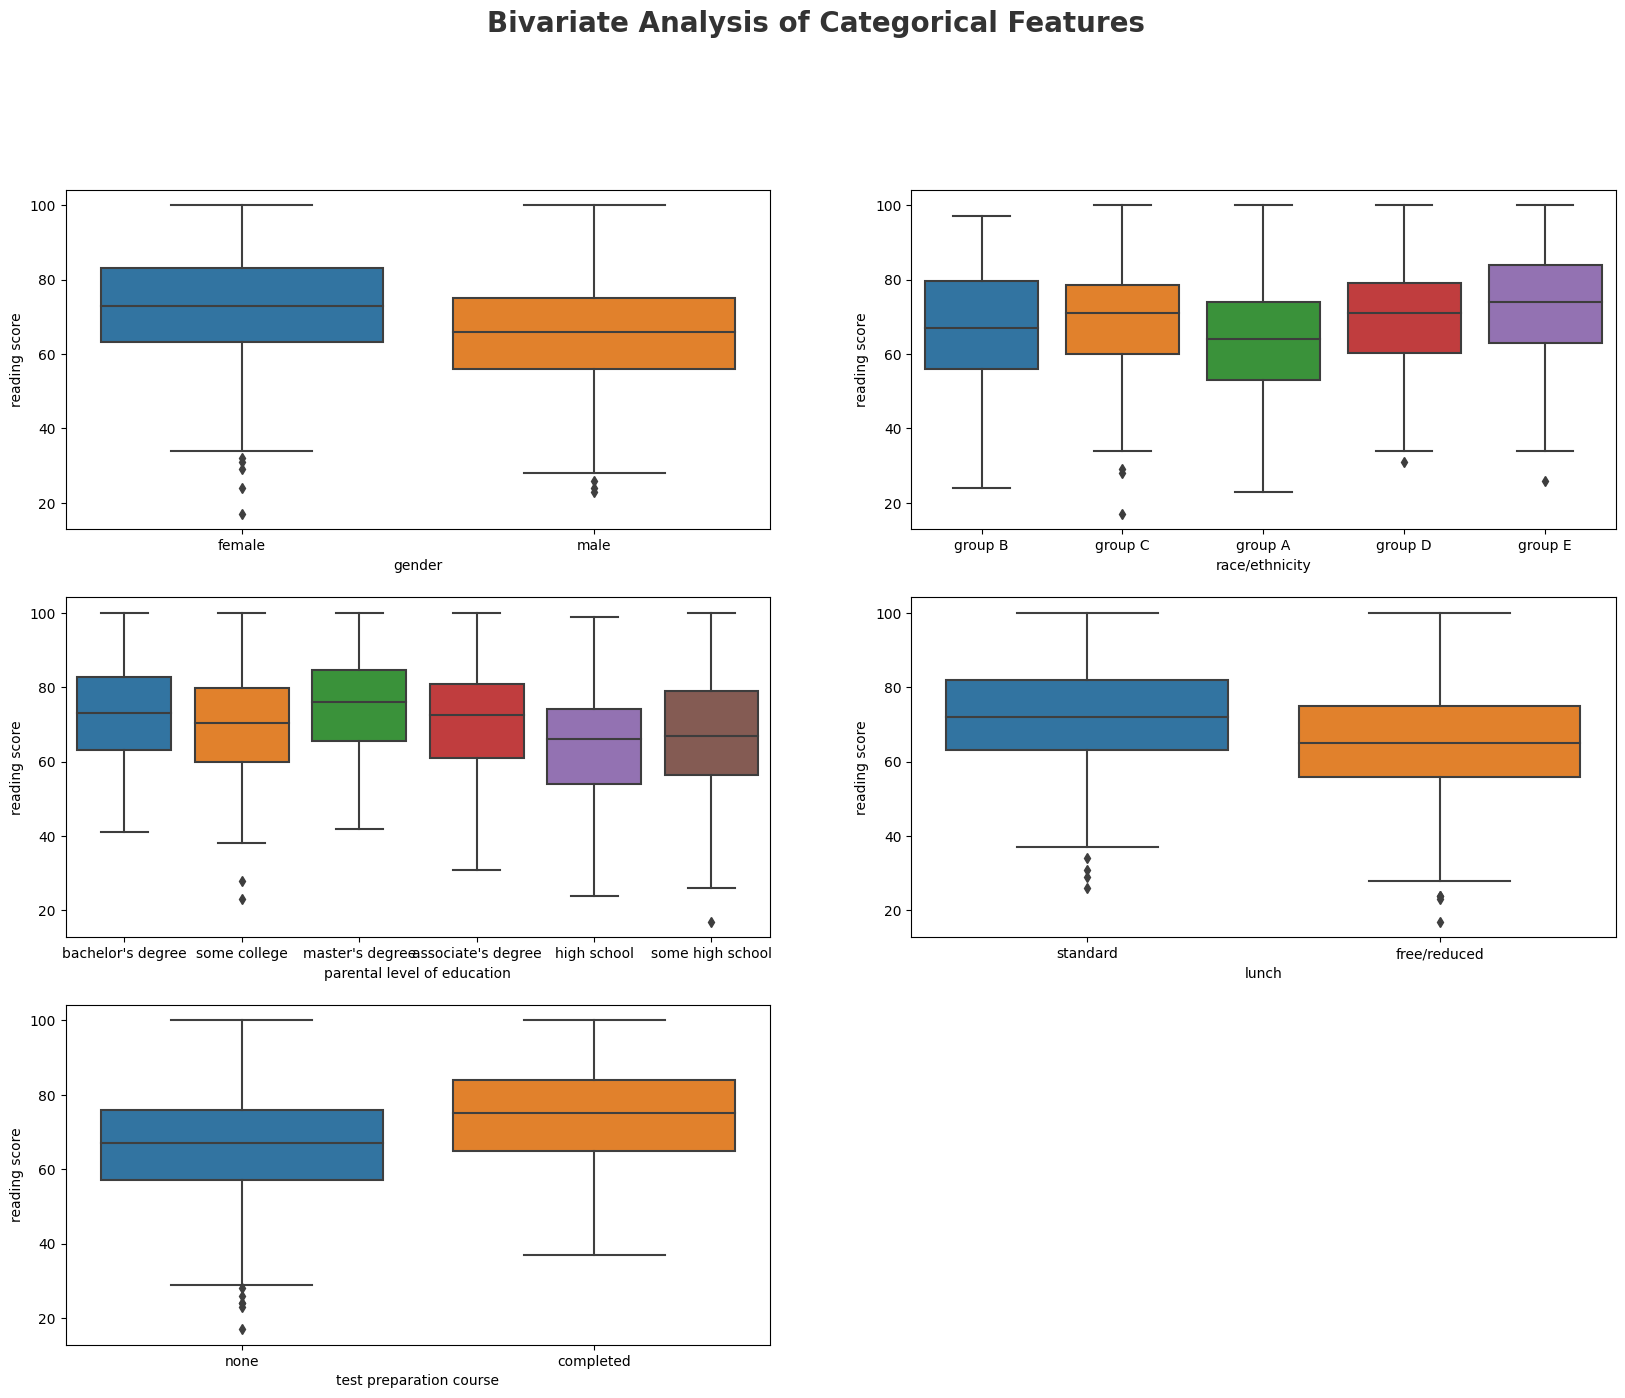 Bivariate Analysis of Categorical Features
100
80
60
40
20
reading score
female male
gender
100
80
60
40
20
reading score
group B group C group A group D group E
race/ethnicity
100
80
60
40
20
reading score
bachelor's degree some college master's degree associate's degree high school some high school
parental level of education
100
80
60
40
20
reading score
standard free/reduced
lunch
100
80
60
40
20
reading score
none completed
test preparation course